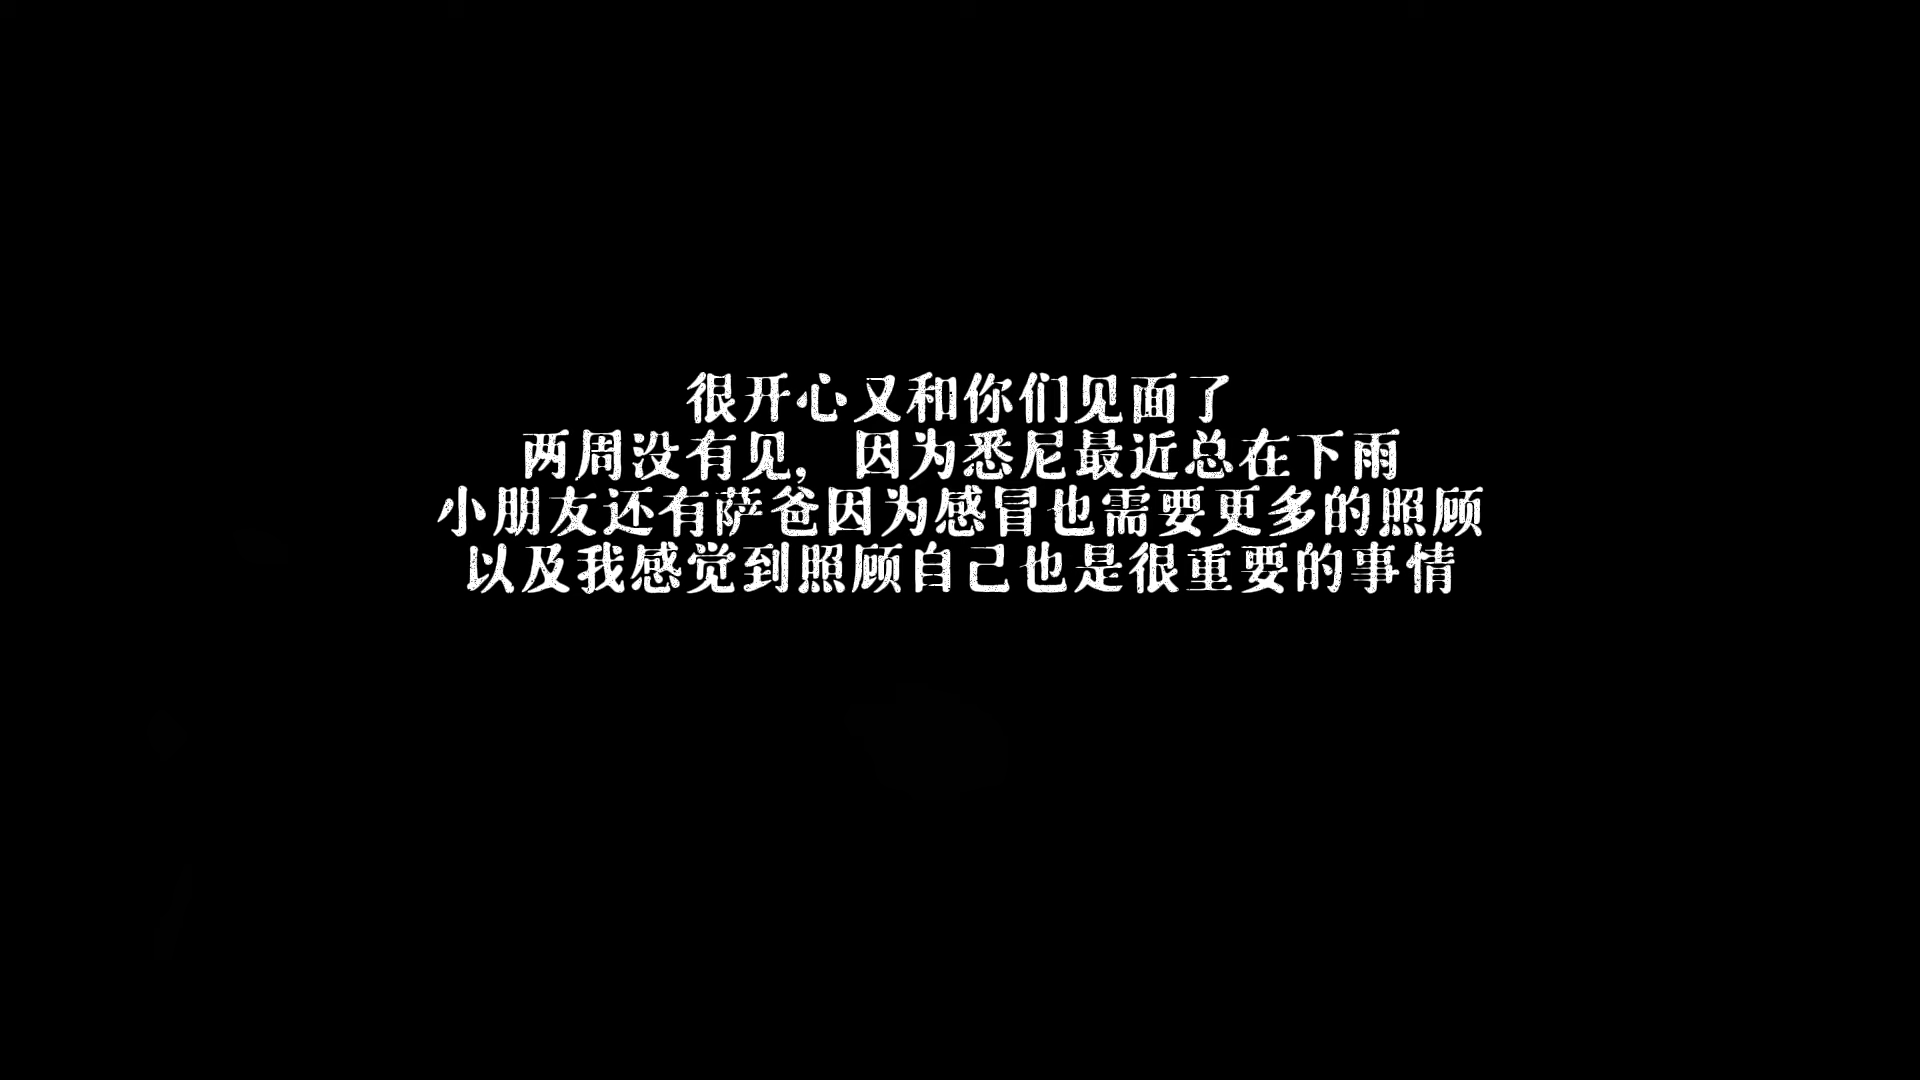 很开心又和你们见面了
两周没有见，因为悉尼最近总在下雨
小朋友还有萨爸因为感冒也需要更多的照顾
以及我感觉到照顾自己也是很重要的事情